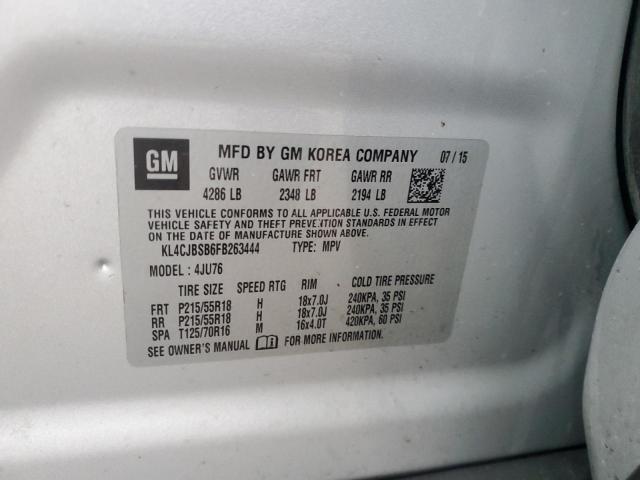 GM MFD BY GM KOREA COMPANY 07/15
GVWR GAWR FRT GAWR RR
4286 LB 2348 LB 2194 LB
THIS VEHICLE CONFORMS TO ALL APPLICABLE U.S. FEDERAL MOTOR
VEHICLE SAFETY AND THEFT PREVENTION STANDARDS IN EFFECT
ON THE DATE OF MANUFACTURE SHOWN ABOVE.
KL4CJBSB6FB263444 TYPE: MPV
MODEL: 4JU76
TIRE SIZE SPEED RTG RIM COLD TIRE PRESSURE
FRT P215/55R18 H 18x7.0J 240KPA, 35 PSI
RR P215/55R18 H 18x7.0J 240KPA, 35 PSI
SPA T125/70R16 M 16x4.0T 420KPA, 60 PSI
SEE OWNER'S MANUAL FOR MORE INFORMATION.